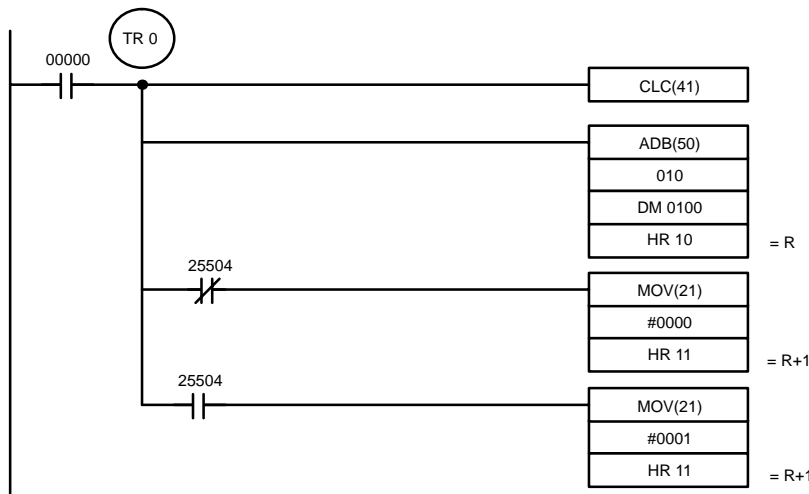 TR 0
00000
CLC(41)
ADB(50)
010
DM 0100
HR 10 = R
25504
MOV(21)
#0000
HR 11 = R+1
25504
MOV(21)
#0001
HR 11 = R+1